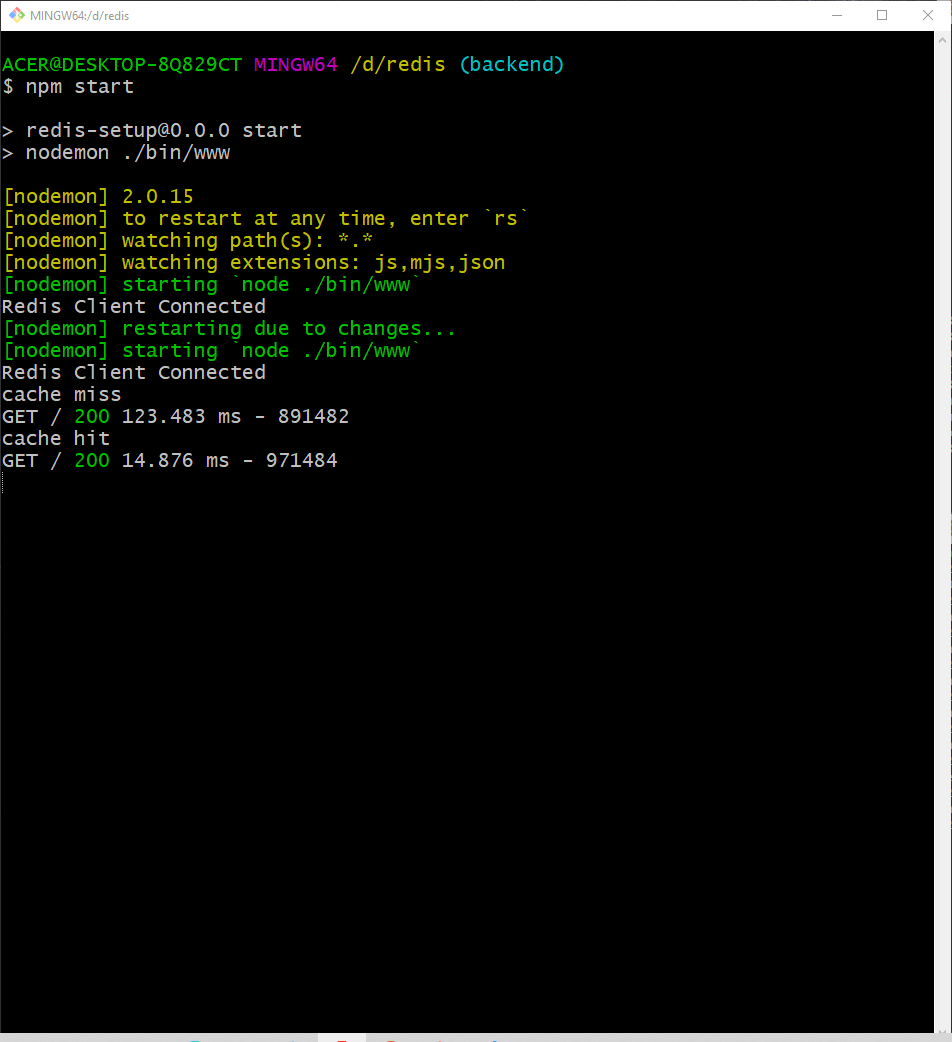 MINGW64:/d/redis
ACER@DESKTOP-8Q829CT MINGW64 /d/redis (backend)
$ npm start
> redis-setup@0.0.0 start
> nodemon ./bin/www
[nodemon] 2.0.15
[nodemon] to restart at any time, enter `rs`
[nodemon] watching path(s): *.*
[nodemon] watching extensions: js,mjs,json
[nodemon] starting `node ./bin/www`
Redis Client Connected
[nodemon] restarting due to changes...
[nodemon] starting `node ./bin/www`
Redis Client Connected
cache miss
GET / 200 123.483 ms - 891482
cache hit
GET / 200 14.876 ms - 971484